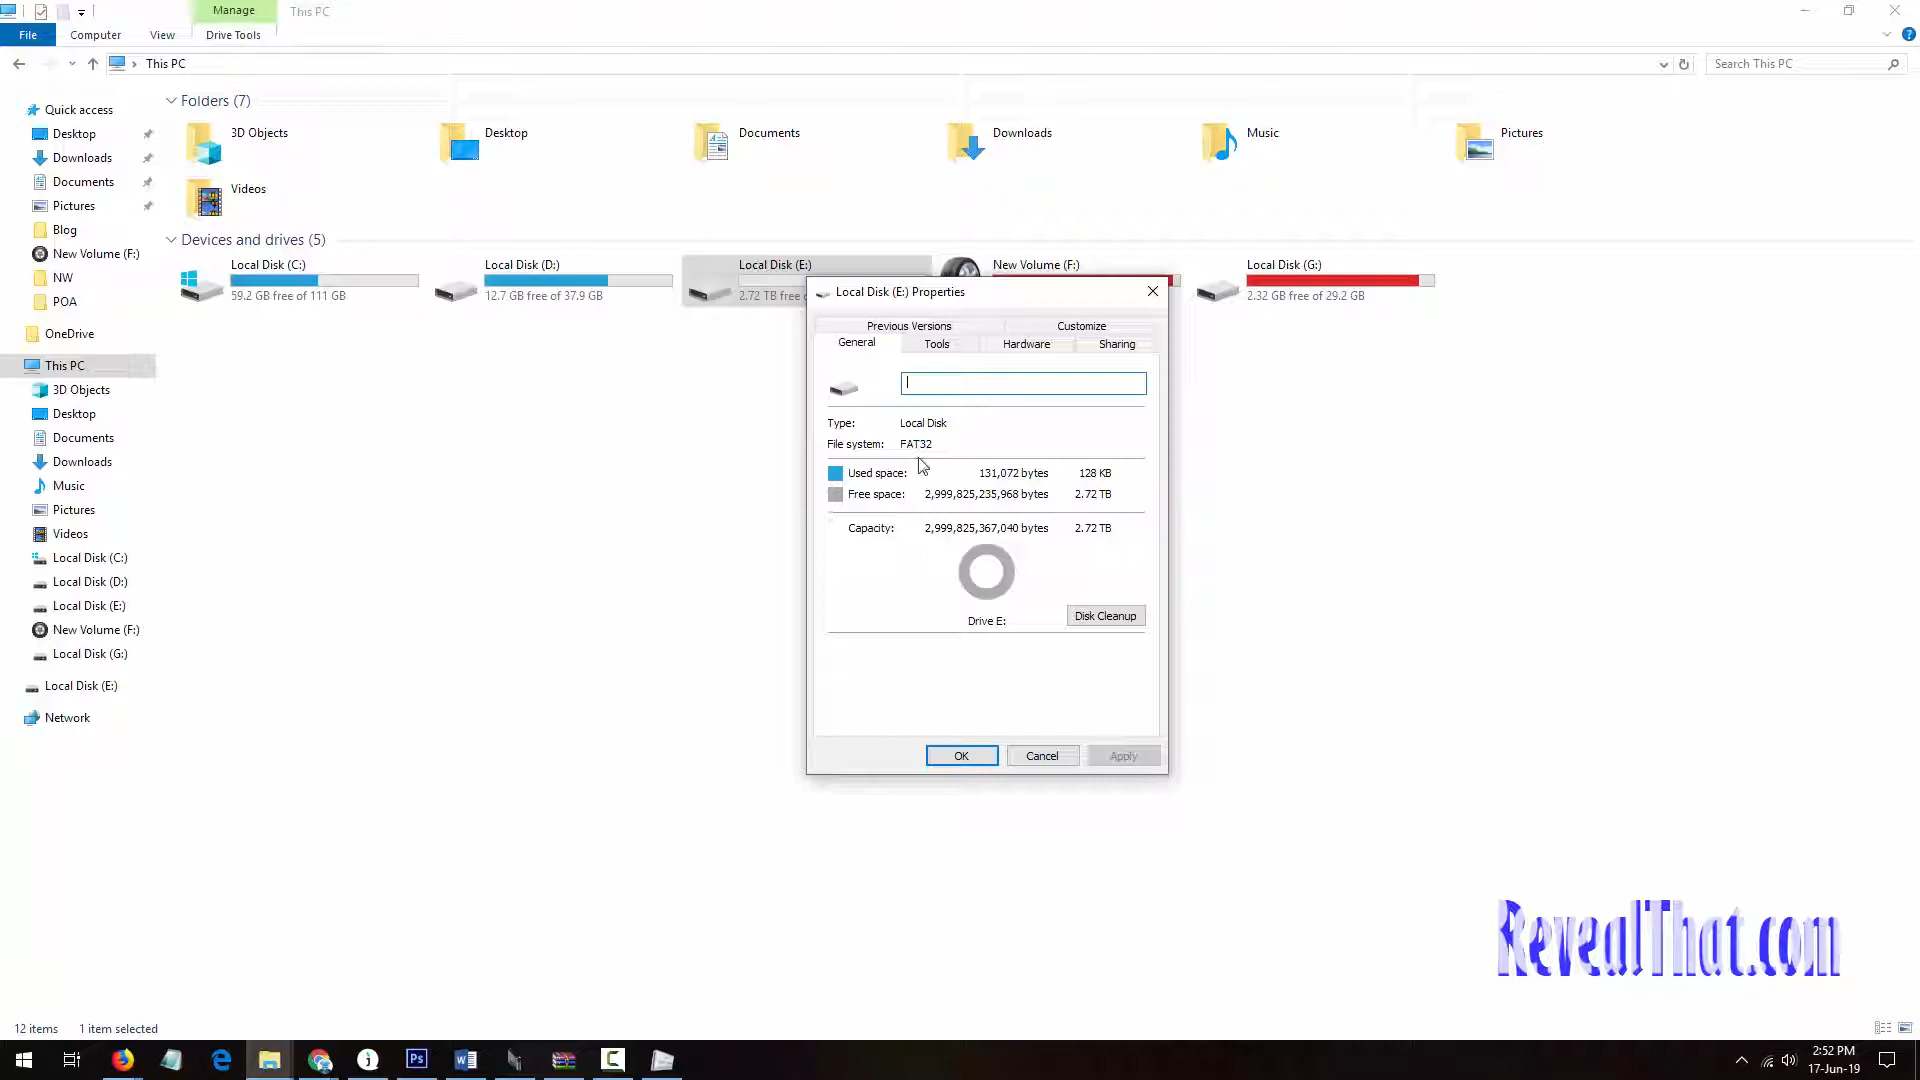 Manage This PC
File Computer View Drive Tools
This PC Search This PC
Quick access
Desktop
Downloads
Documents
Pictures
Blog
New Volume (F:)
NW
POA
OneDrive
This PC
3D Objects
Desktop
Documents
Downloads
Music
Pictures
Videos
Local Disk (C:)
Local Disk (D:)
Local Disk (E:)
New Volume (F:)
Local Disk (G:)
Local Disk (E:)
Network
Folders (7)
3D Objects Desktop Documents Downloads Music Pictures
Videos
Devices and drives (5)
Local Disk (C:) Local Disk (D:) Local Disk (E:) New Volume (F:) Local Disk (G:)
59.2 GB free of 111 GB 12.7 GB free of 37.9 GB 2.72 TB free 2.32 GB free of 29.2 GB
Local Disk (E:) Properties
Previous Versions Customize
General Tools Hardware Sharing
Type: Local Disk
File system: FAT32
Used space: 131,072 bytes 128 KB
Free space: 2,999,825,235,968 bytes 2.72 TB
Capacity: 2,999,825,367,040 bytes 2.72 TB
Drive E: Disk Cleanup
OK Cancel Apply
RevealThat.com
12 items 1 item selected
2:52 PM
17-Jun-19